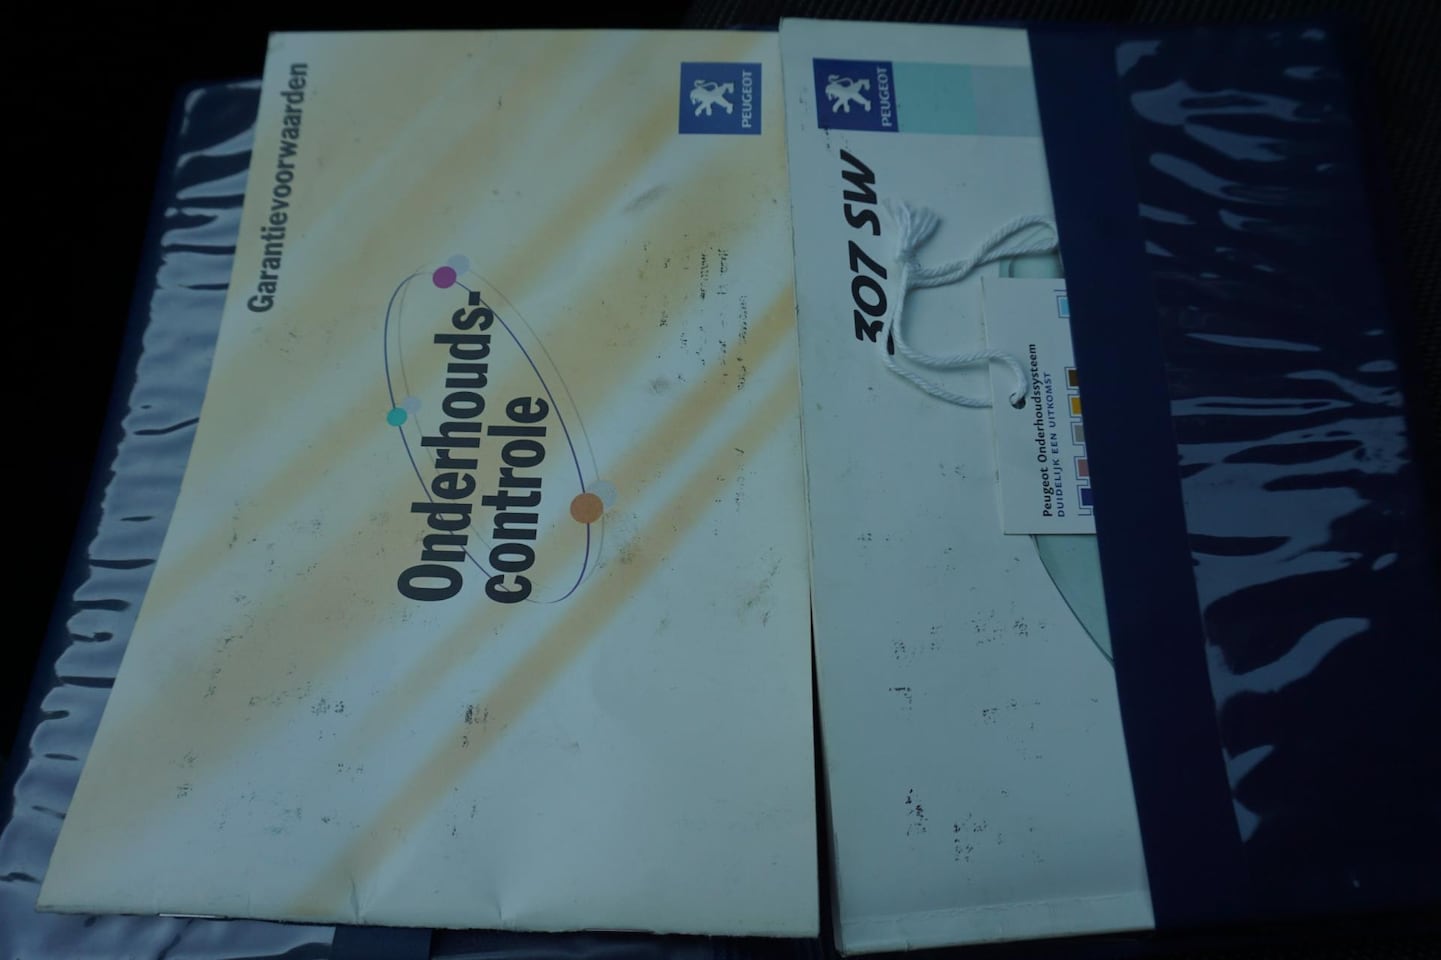 Garantievoorwaarden
Onderhouds-
controle
PEUGEOT
PEUGEOT
307 SW
Peugeot Onderhoudssysteem
DUIDELIJK EEN UITKOMST